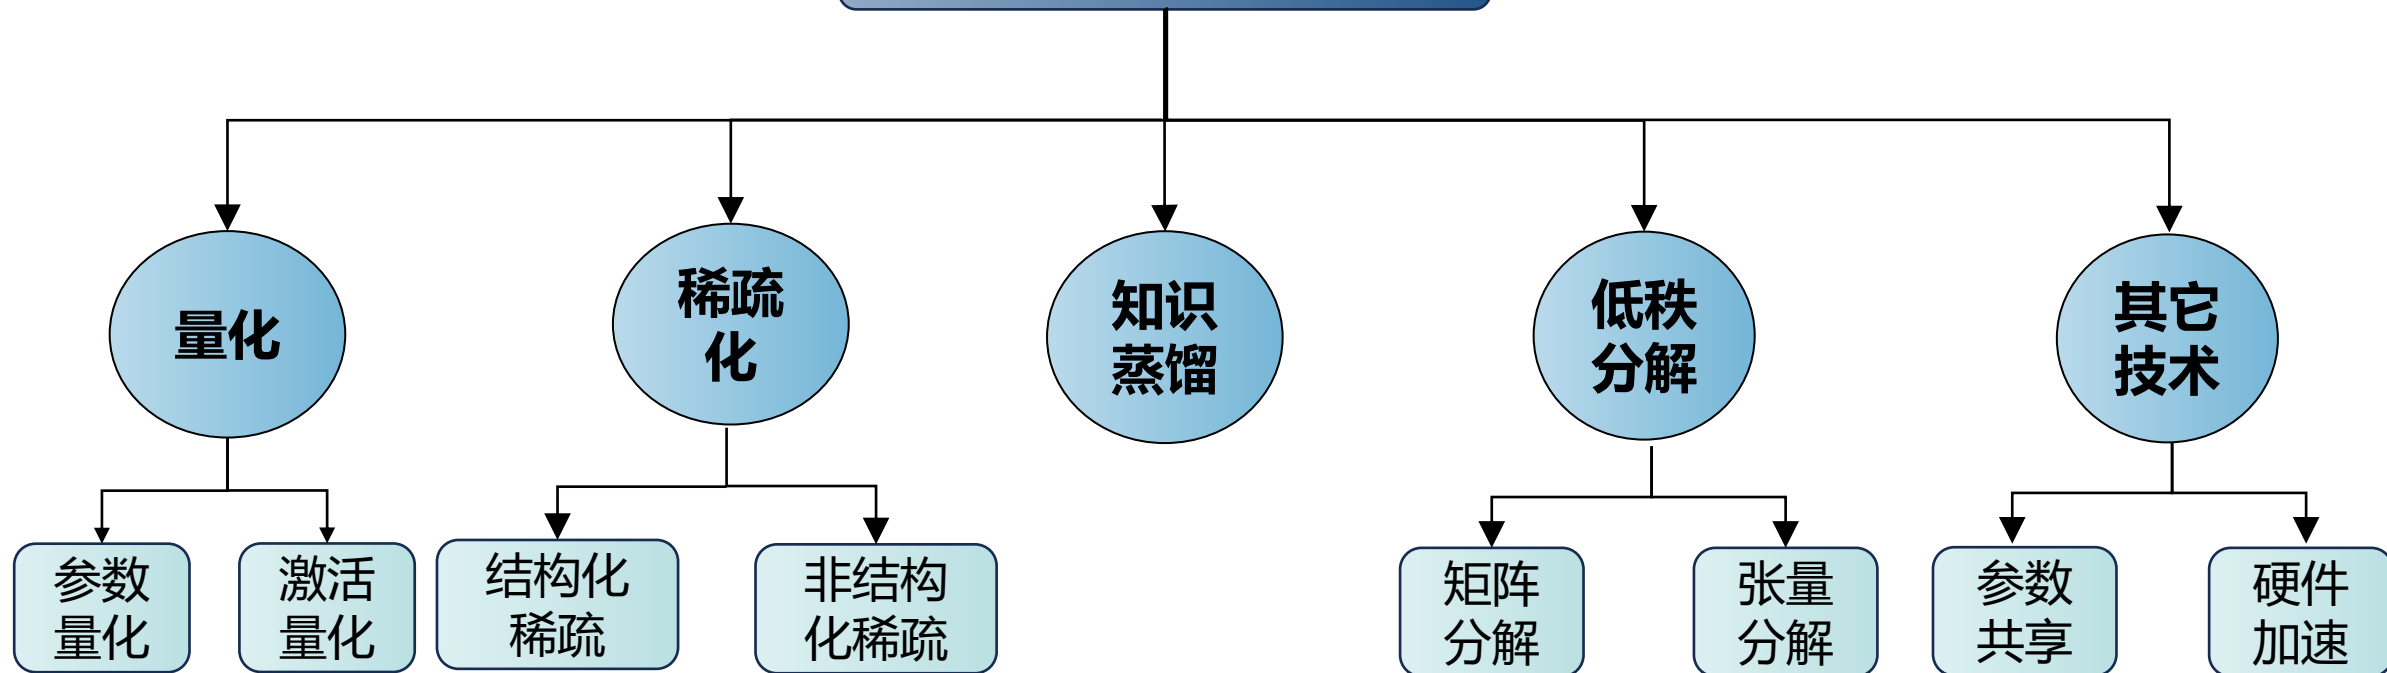 量化
稀疏
化
知识
蒸馏
低秩
分解
其它
技术
参数
量化
激活
量化
结构化
稀疏
非结构
化稀疏
矩阵
分解
张量
分解
参数
共享
硬件
加速